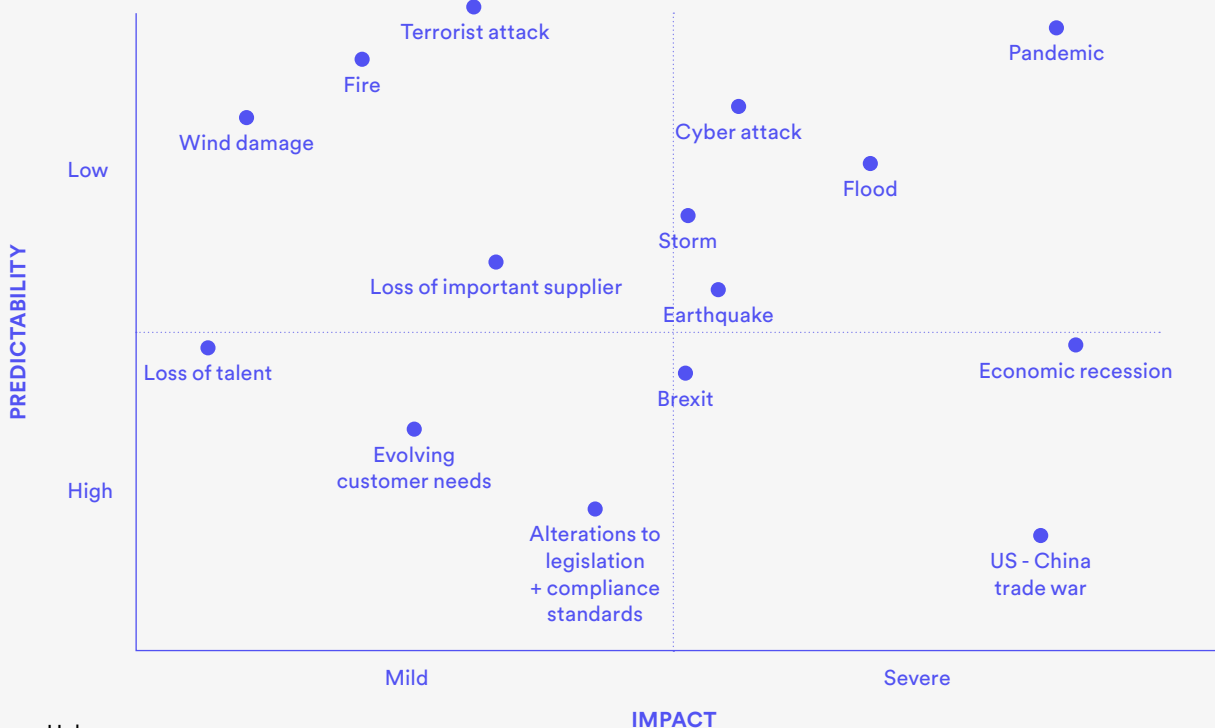 Terrorist attack
Pandemic
Fire
Cyber attack
Wind damage
Low
Flood
Storm
Loss of important supplier
Earthquake
PREDICTABILITY
Loss of talent
Economic recession
Brexit
Evolving
customer needs
High
Alterations to
legislation
+ compliance
standards
US - China
trade war
Mild
Severe
IMPACT